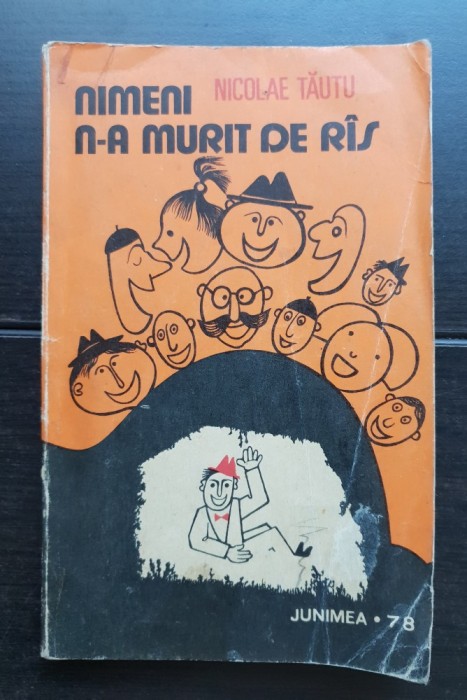 NIMENI NICOLAE TĂUTU
N-A MURIT DE RÎS
JUNIMEA • 78